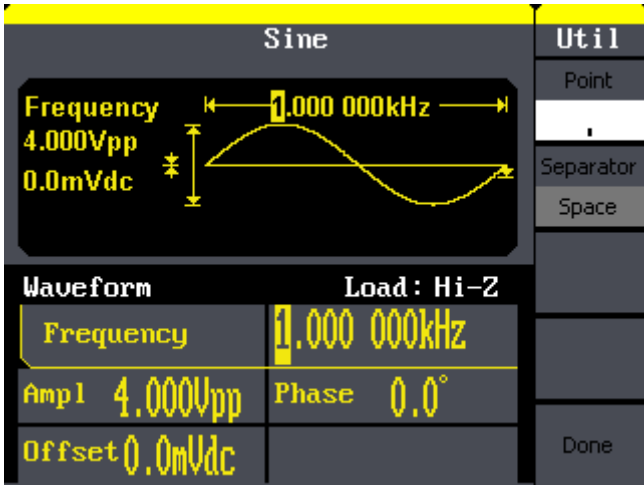 Sine
Util
Point
.
Separator
Space
Done
Frequency
1.000 000kHz
4.000Vpp
0.0mVdc
Waveform
Load: Hi-Z
Frequency
1.000 000kHz
Ampl 4.000Vpp
Phase 0.0°
Offset 0.0mVdc